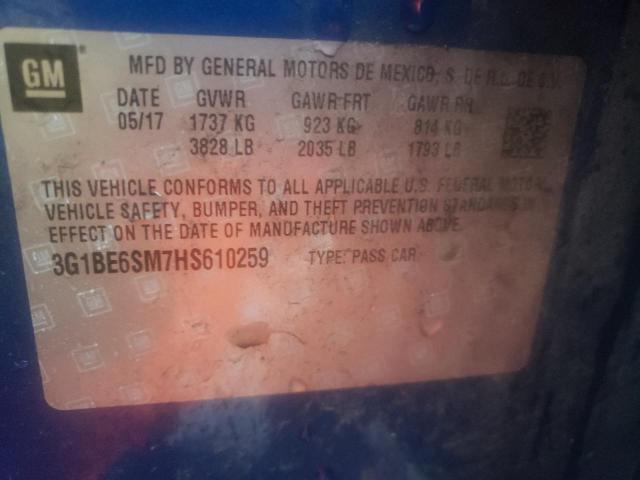 GM
MFD BY GENERAL MOTORS DE MEXICO, S. DE R.L. DE C.V.
DATE GVWR GAWR FRT GAWR RR
05/17 1737 KG 923 KG 814 KG
3828 LB 2035 LB 1793 LB
THIS VEHICLE CONFORMS TO ALL APPLICABLE U.S. FEDERAL MOTOR
VEHICLE SAFETY, BUMPER, AND THEFT PREVENTION STANDARDS IN
EFFECT ON THE DATE OF MANUFACTURE SHOWN ABOVE.
3G1BE6SM7HS610259 TYPE: PASS CAR